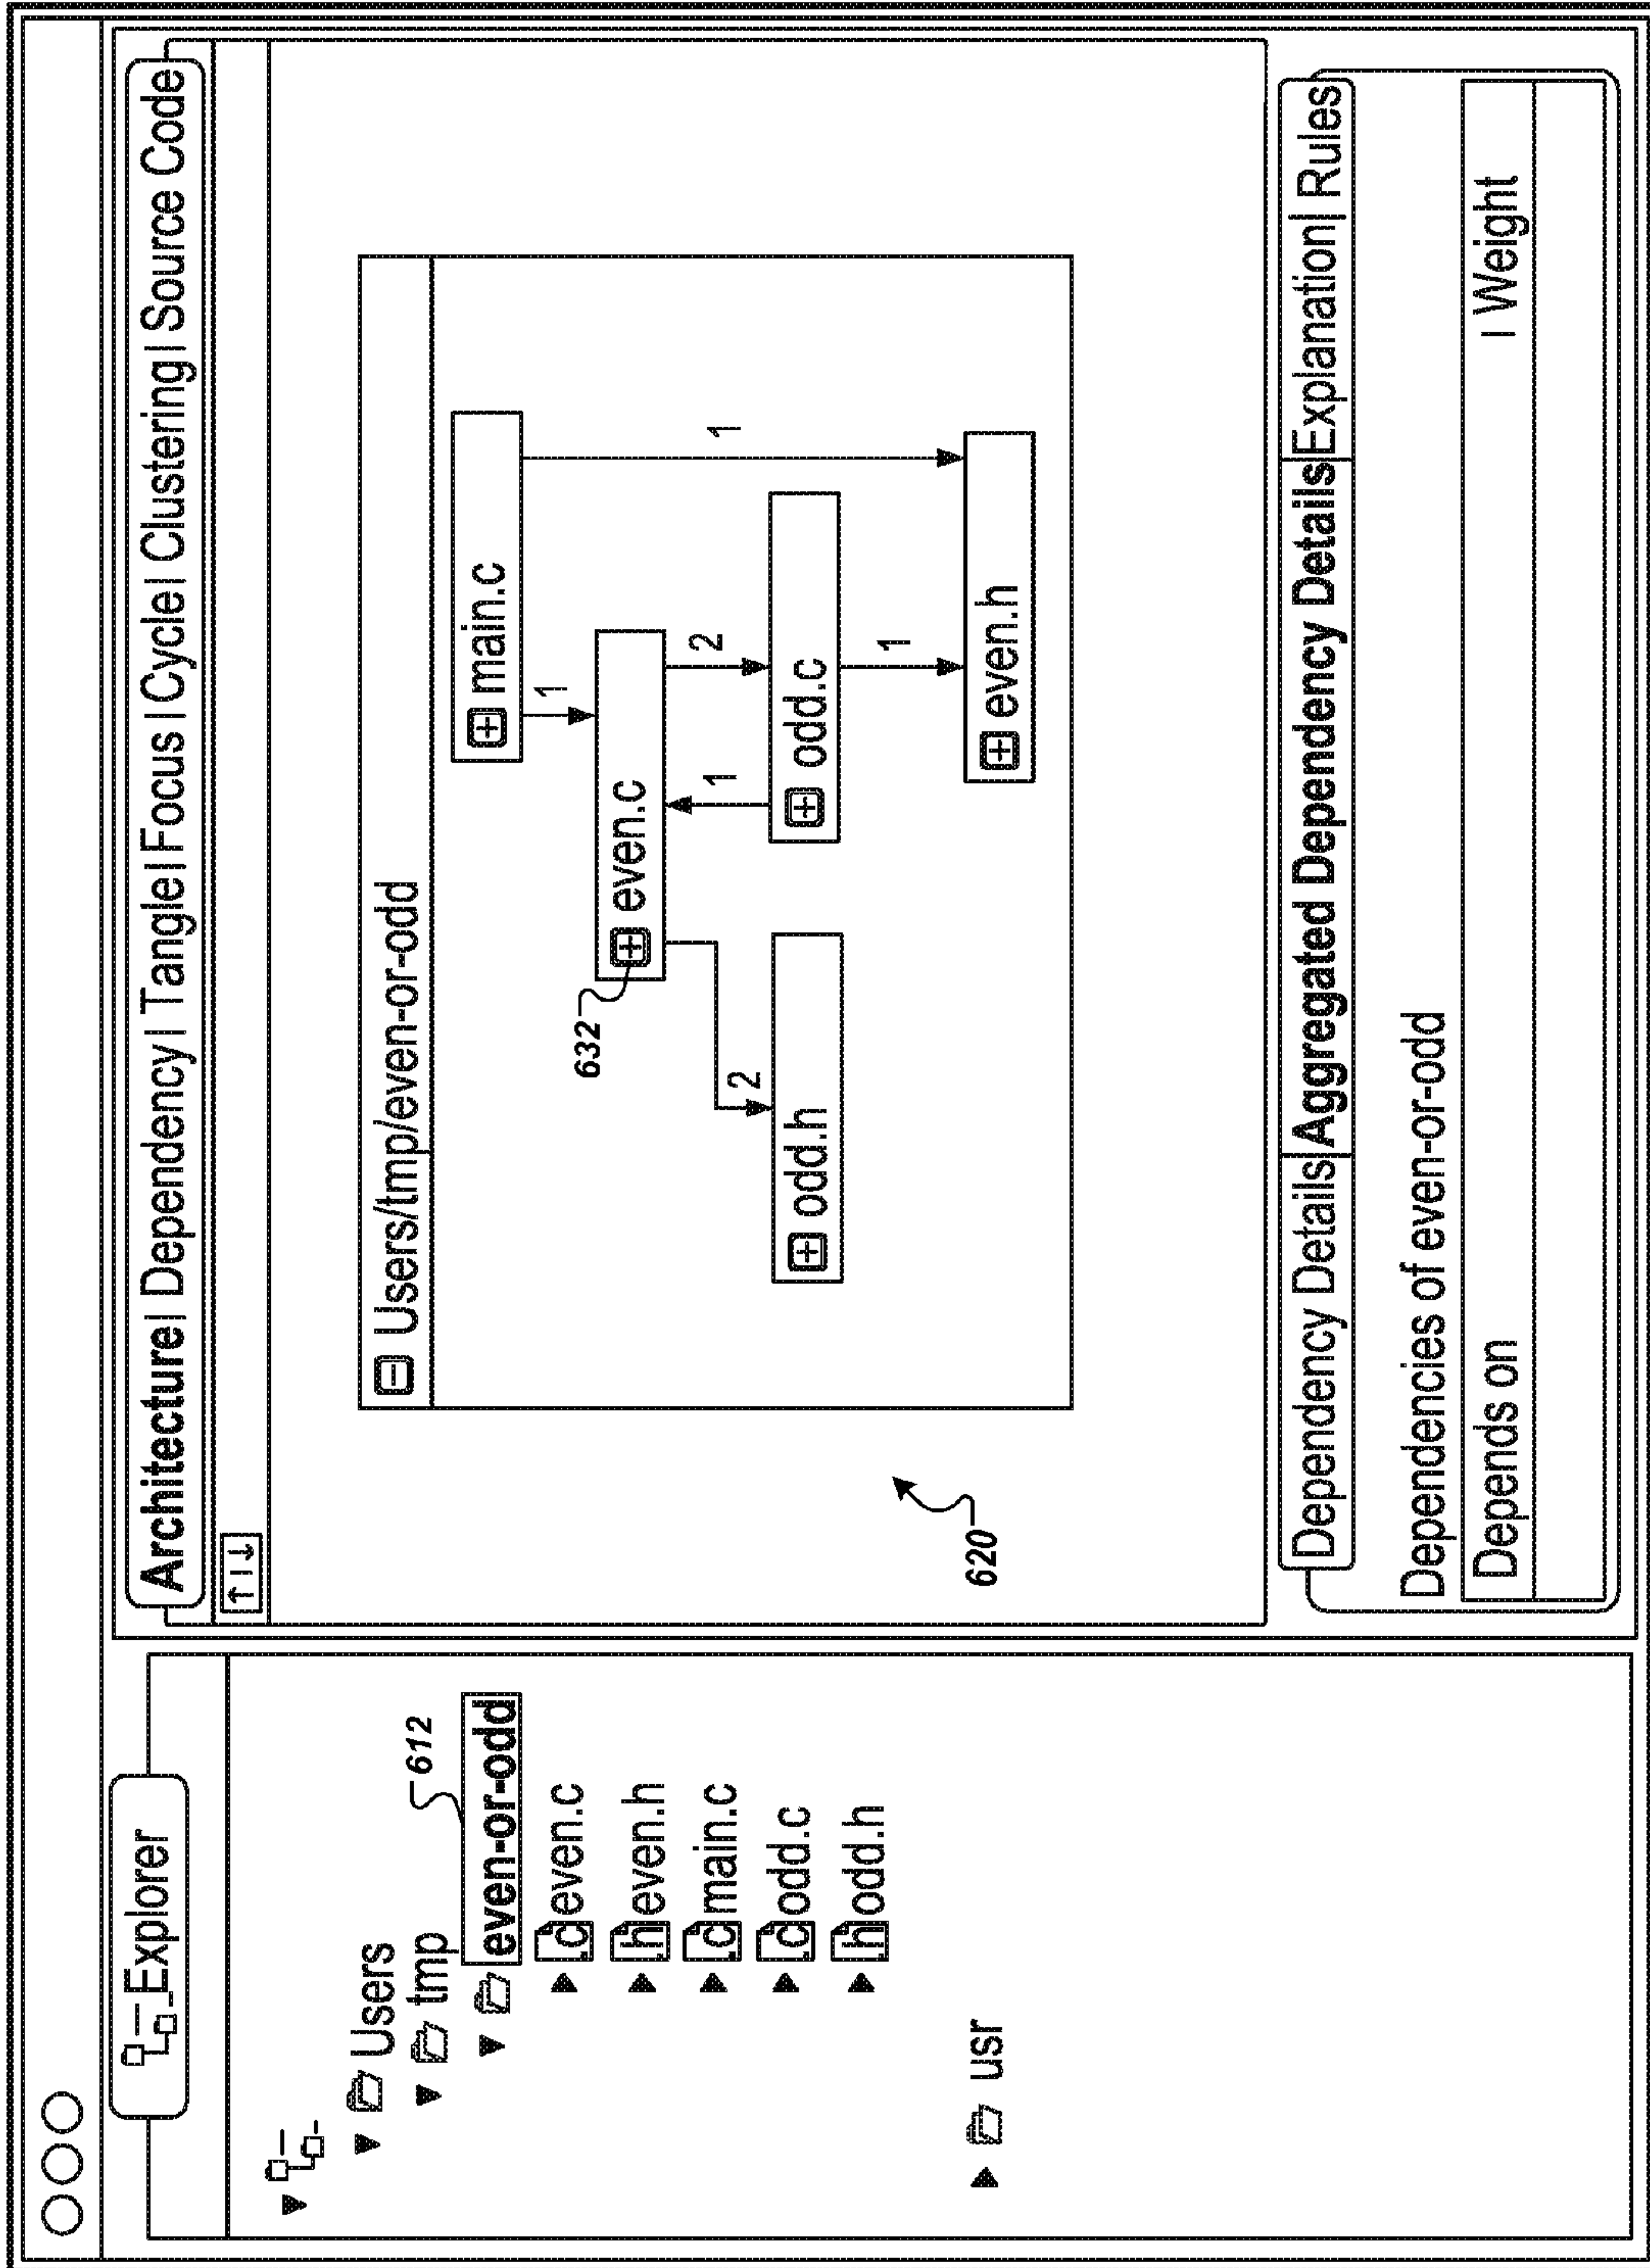 Explorer
Users
tmp
even-or-odd
612
.c even.c
.h even.h
.c main.c
.c odd.c
.h odd.h
usr
Architecture | Dependency | Tangle | Focus | Cycle | Clustering | Source Code
↑ | ↓
Users/tmp/even-or-odd
main.c
1
632
even.c
1
2
1
2
odd.h
odd.c
1
even.h
620
Dependency Details | Aggregated Dependency Details | Explanation | Rules
Dependencies of even-or-odd
Depends on | Weight